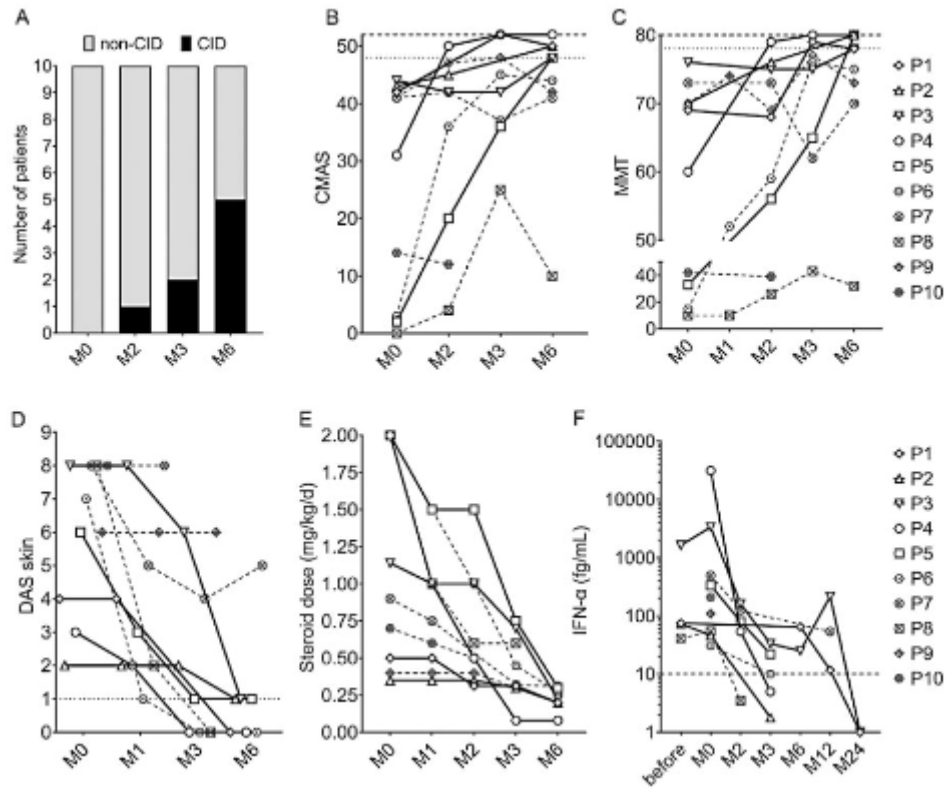 A
non-CID CID
Number of patients
10
9
8
7
6
5
4
3
2
1
0
M0 M2 M3 M6
B
CMAS
50
40
30
20
10
0
M0 M2 M3 M6
C
MMT
80
70
60
50
40
20
10
0
M0 M1 M2 M3 M6
P1
P2
P3
P4
P5
P6
P7
P8
P9
P10
D
DAS skin
9
8
7
6
5
4
3
2
1
0
M0 M1 M3 M6
E
Steroid dose (mg/kg/d)
2.00
1.75
1.50
1.25
1.00
0.75
0.50
0.25
0.00
M0 M1 M2 M3 M6
F
IFN-α (fg/mL)
100000
10000
1000
100
10
1
before M0 M2 M3 M6 M12 M24
P1
P2
P3
P4
P5
P6
P7
P8
P9
P10